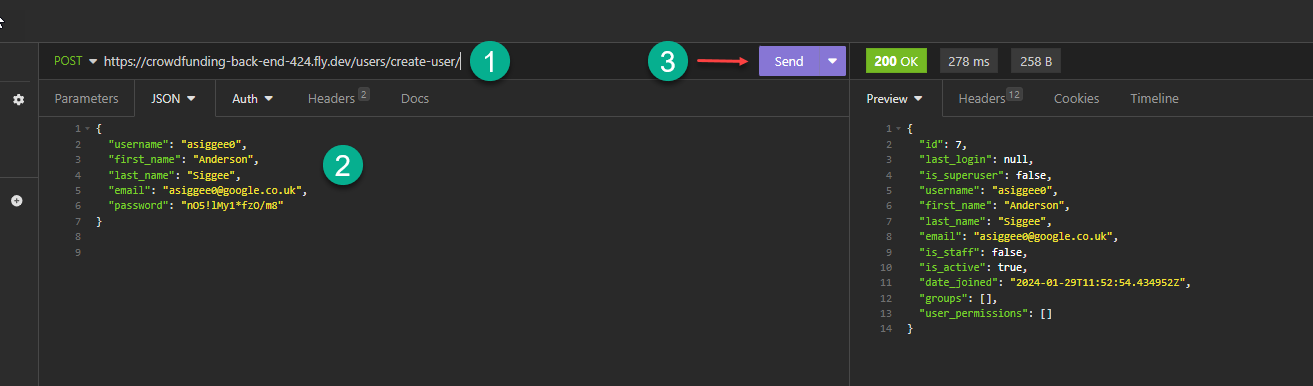 POST https://crowdfunding-back-end-424.fly.dev/users/create-user/ 1 3 Send 200 OK 278 ms 258 B
Parameters JSON Auth Headers 2 Docs Preview Headers 12 Cookies Timeline
1 {
2 "username": "asiggee0",
3 "first_name": "Anderson",
4 "last_name": "Siggee",
5 "email": "asiggee0@google.co.uk",
6 "password": "nO5!lMy1*fzO/m8"
7 }
8
9
2
1 {
2 "id": 7,
3 "last_login": null,
4 "is_superuser": false,
5 "username": "asiggee0",
6 "first_name": "Anderson",
7 "last_name": "Siggee",
8 "email": "asiggee0@google.co.uk",
9 "is_staff": false,
10 "is_active": true,
11 "date_joined": "2024-01-29T11:52:54.434952Z",
12 "groups": [],
13 "user_permissions": []
14 }